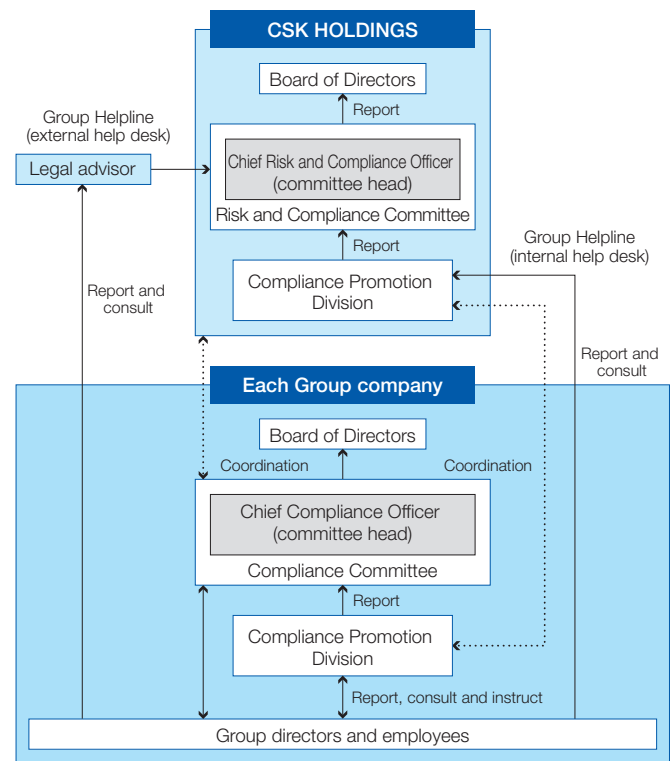 CSK HOLDINGS
Board of Directors
Report
Group Helpline
(external help desk)
Legal advisor
Chief Risk and Compliance Officer
(committee head)
Risk and Compliance Committee
Report
Group Helpline
(internal help desk)
Compliance Promotion
Division
Report and
consult
Report and
consult
Each Group company
Board of Directors
Coordination
Coordination
Chief Compliance Officer
(committee head)
Compliance Committee
Report
Compliance Promotion
Division
Report, consult and instruct
Group directors and employees